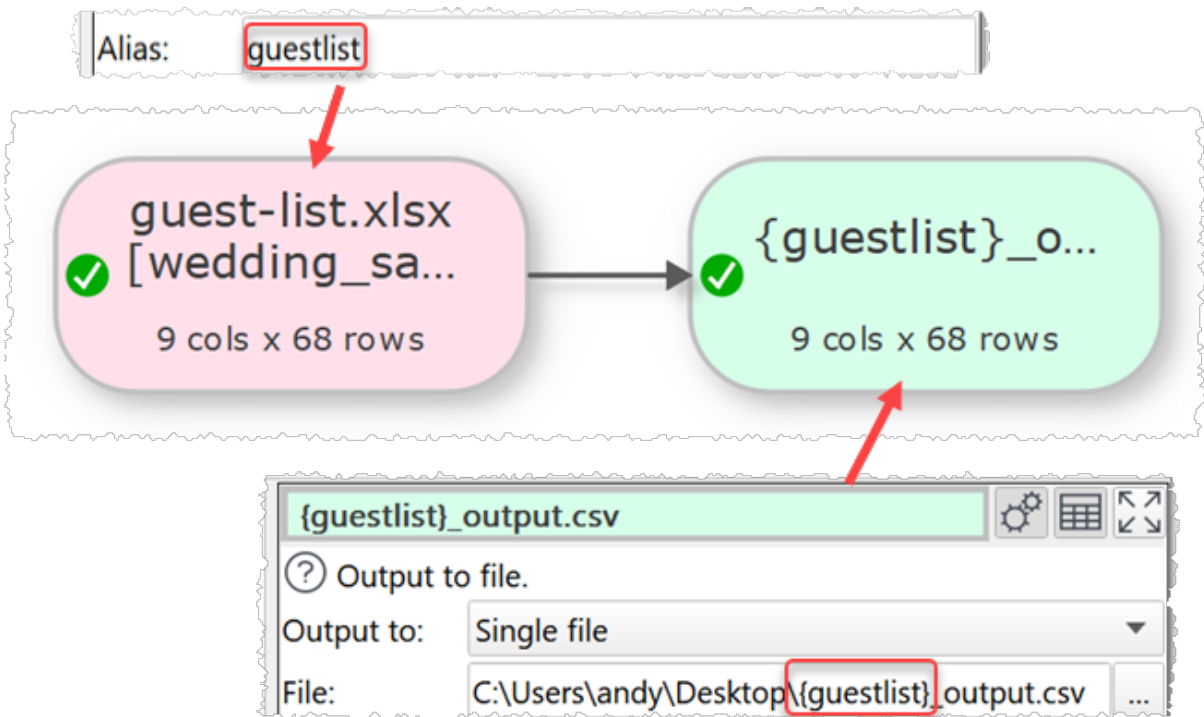 Alias: guestlist
guest-list.xlsx
[wedding_sa...
9 cols x 68 rows
{guestlist}_o...
9 cols x 68 rows
{guestlist}_output.csv
? Output to file.
Output to: Single file
File: C:\Users\andy\Desktop\{guestlist}_output.csv ...